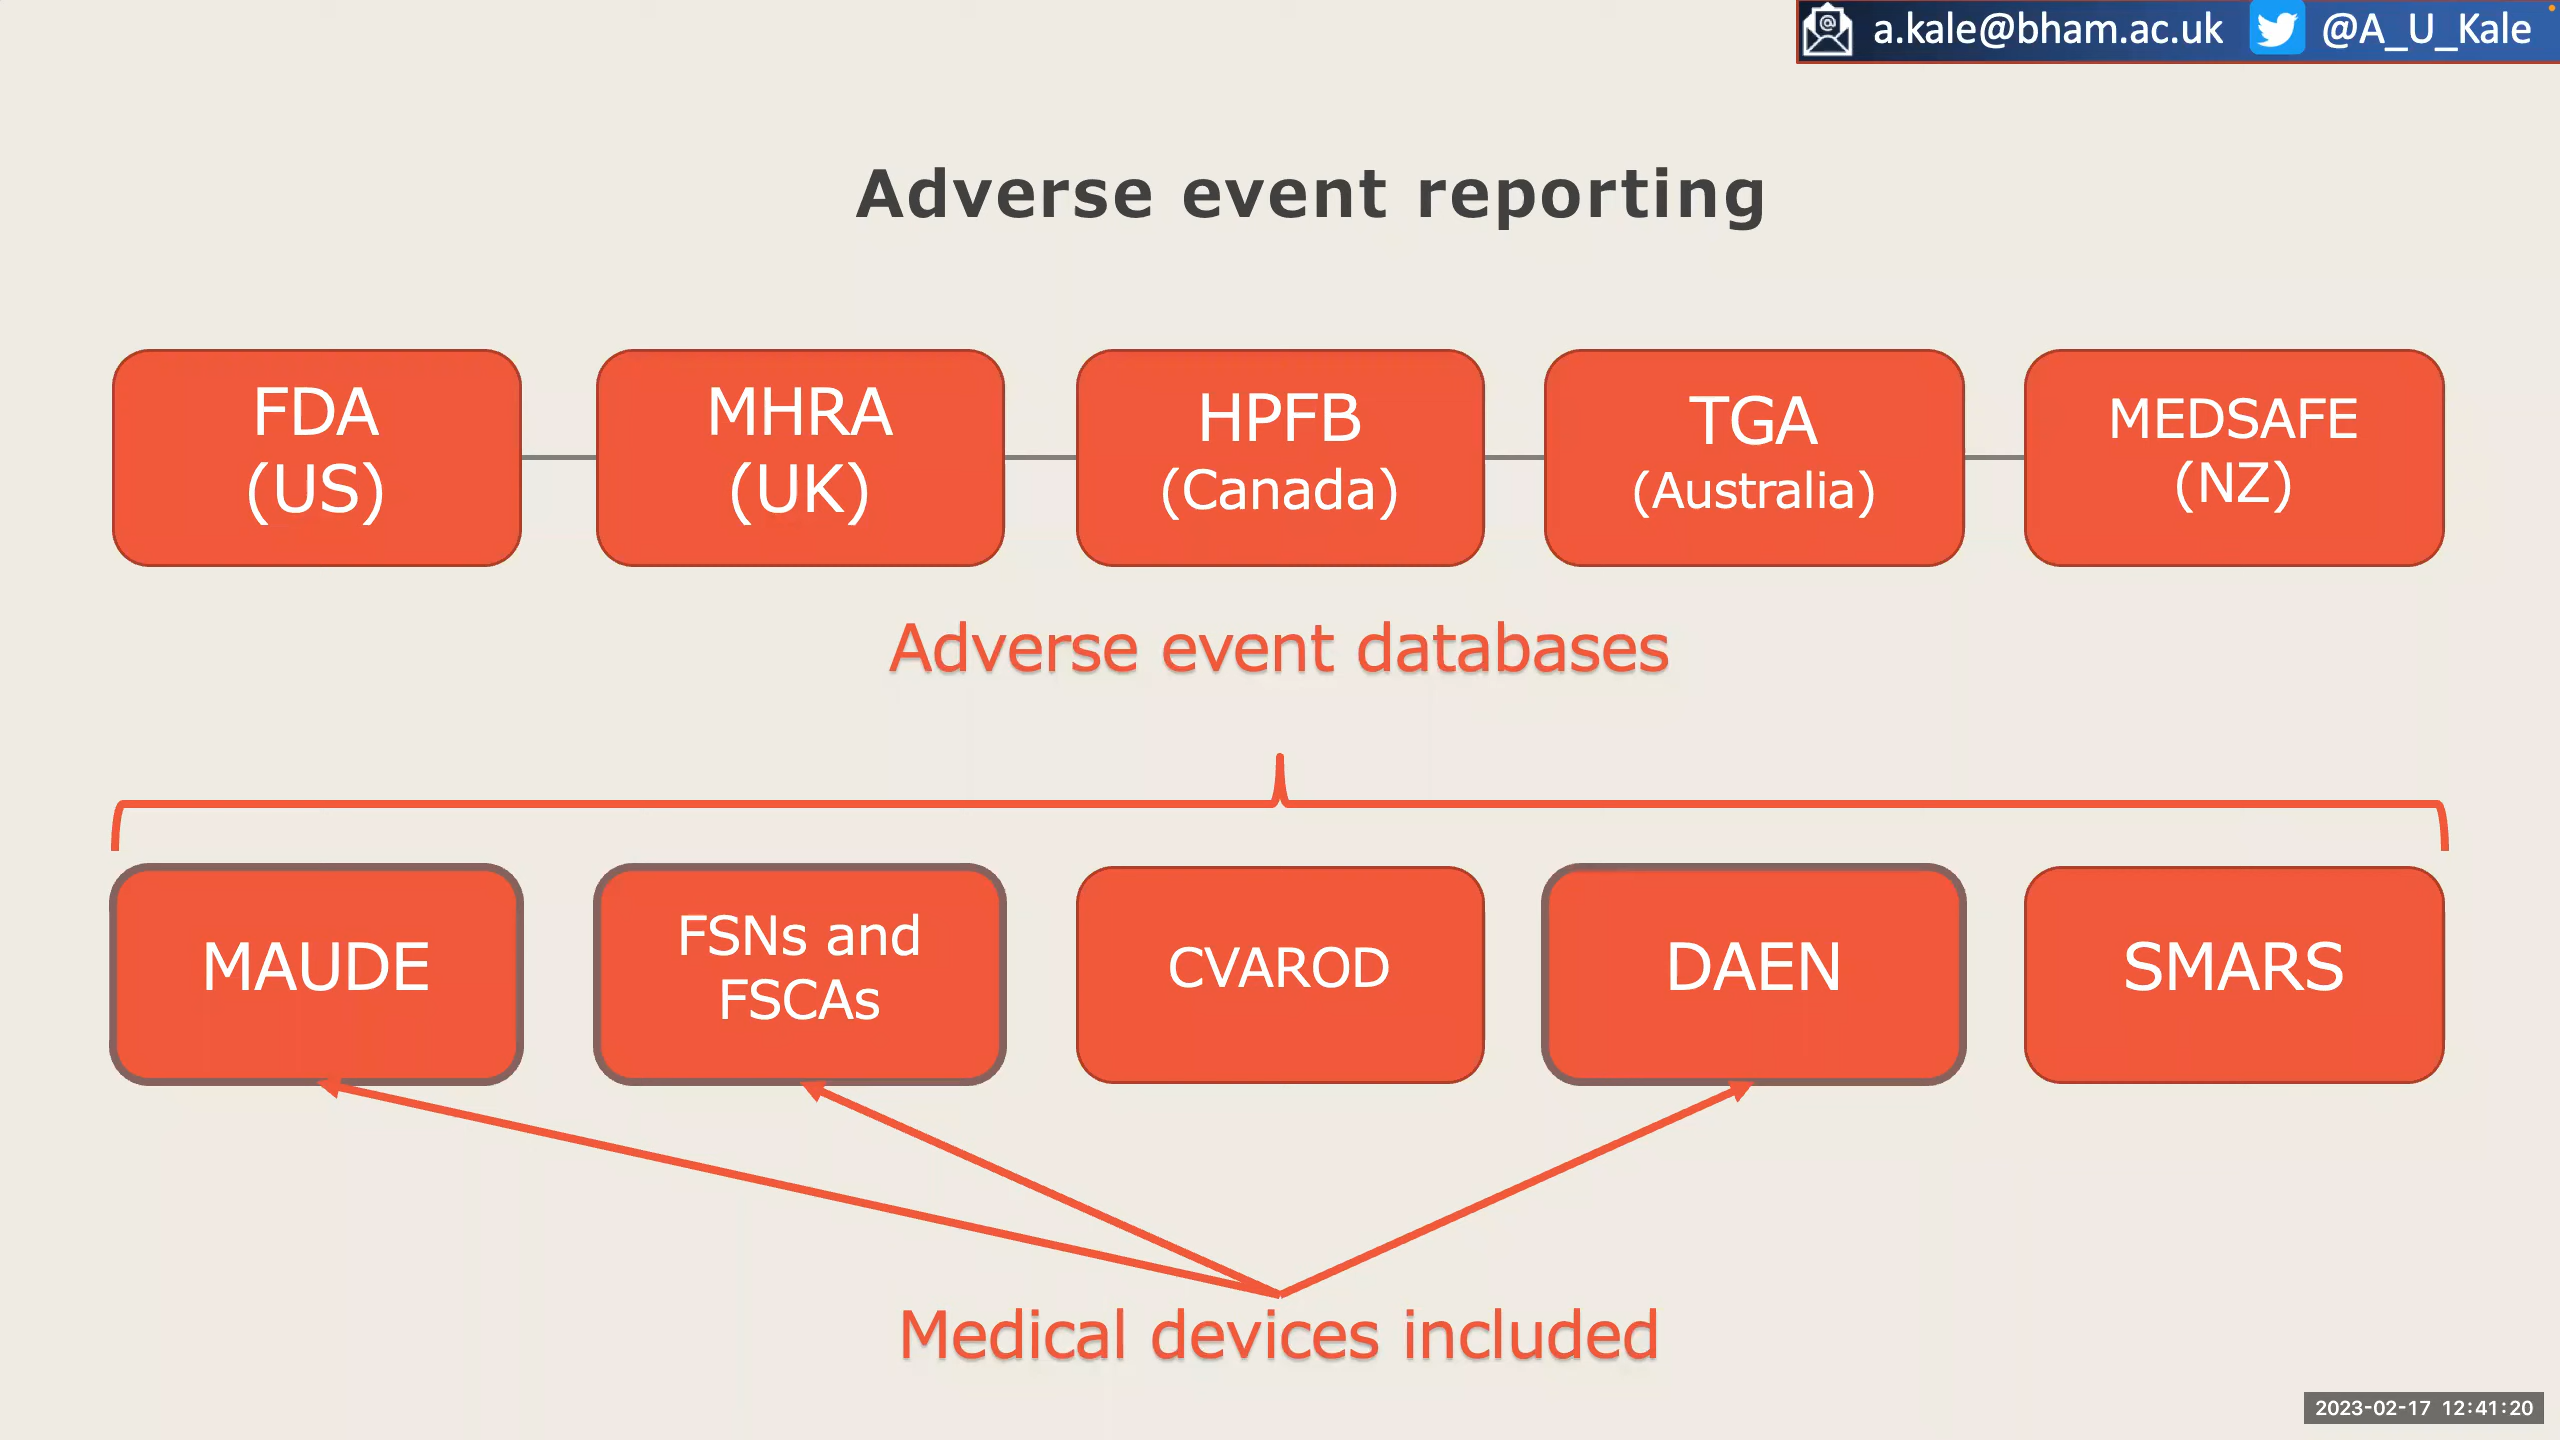 a.kale@bham.ac.uk @A_U_Kale
Adverse event reporting
FDA
(US)
MHRA
(UK)
HPFB
(Canada)
TGA
(Australia)
MEDSAFE
(NZ)
Adverse event databases
MAUDE
FSNs and
FSCAs
CVAROD
DAEN
SMARS
Medical devices included
2023-02-17 12:41:20